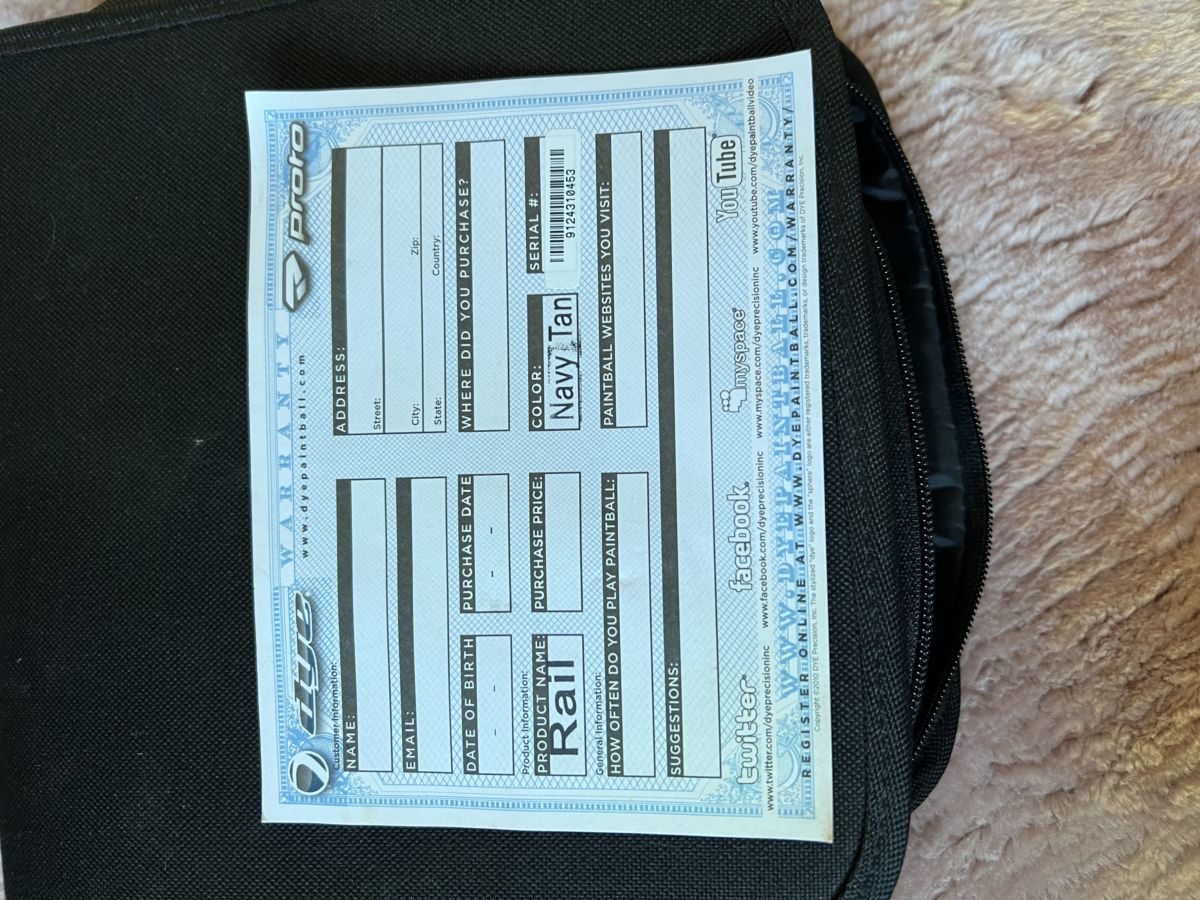 dye
WARRANTY
proto
www.dyepaintball.com
Customer Information:
NAME:
EMAIL:
ADDRESS:
Street:
City:
Zip:
State:
Country:
DATE OF BIRTH
PURCHASE DATE
- -
- -
WHERE DID YOU PURCHASE?
Product Information:
PRODUCT NAME:
Rail
PURCHASE PRICE:
COLOR:
Navy Tan
SERIAL #:
9124310453
General Information:
HOW OFTEN DO YOU PLAY PAINTBALL:
PAINTBALL WEBSITES YOU VISIT:
SUGGESTIONS:
twitter
facebook
myspace
YouTube
www.twitter.com/dyeprecisioninc
www.facebook.com/dyeprecisioninc
www.myspace.com/dyeprecisioninc
www.youtube.com/dyepaintballvideo
WWW.DYEPAINTBALL.COM
REGISTER ONLINE AT WWW.DYEPAINTBALL.COM/WARRANTY/
Copyright ©2010 DYE Precision, Inc. The stylized "dye" logo and the "sphere" logo are either registered trademarks, trademarks, or design trademarks of DYE Precision, Inc.